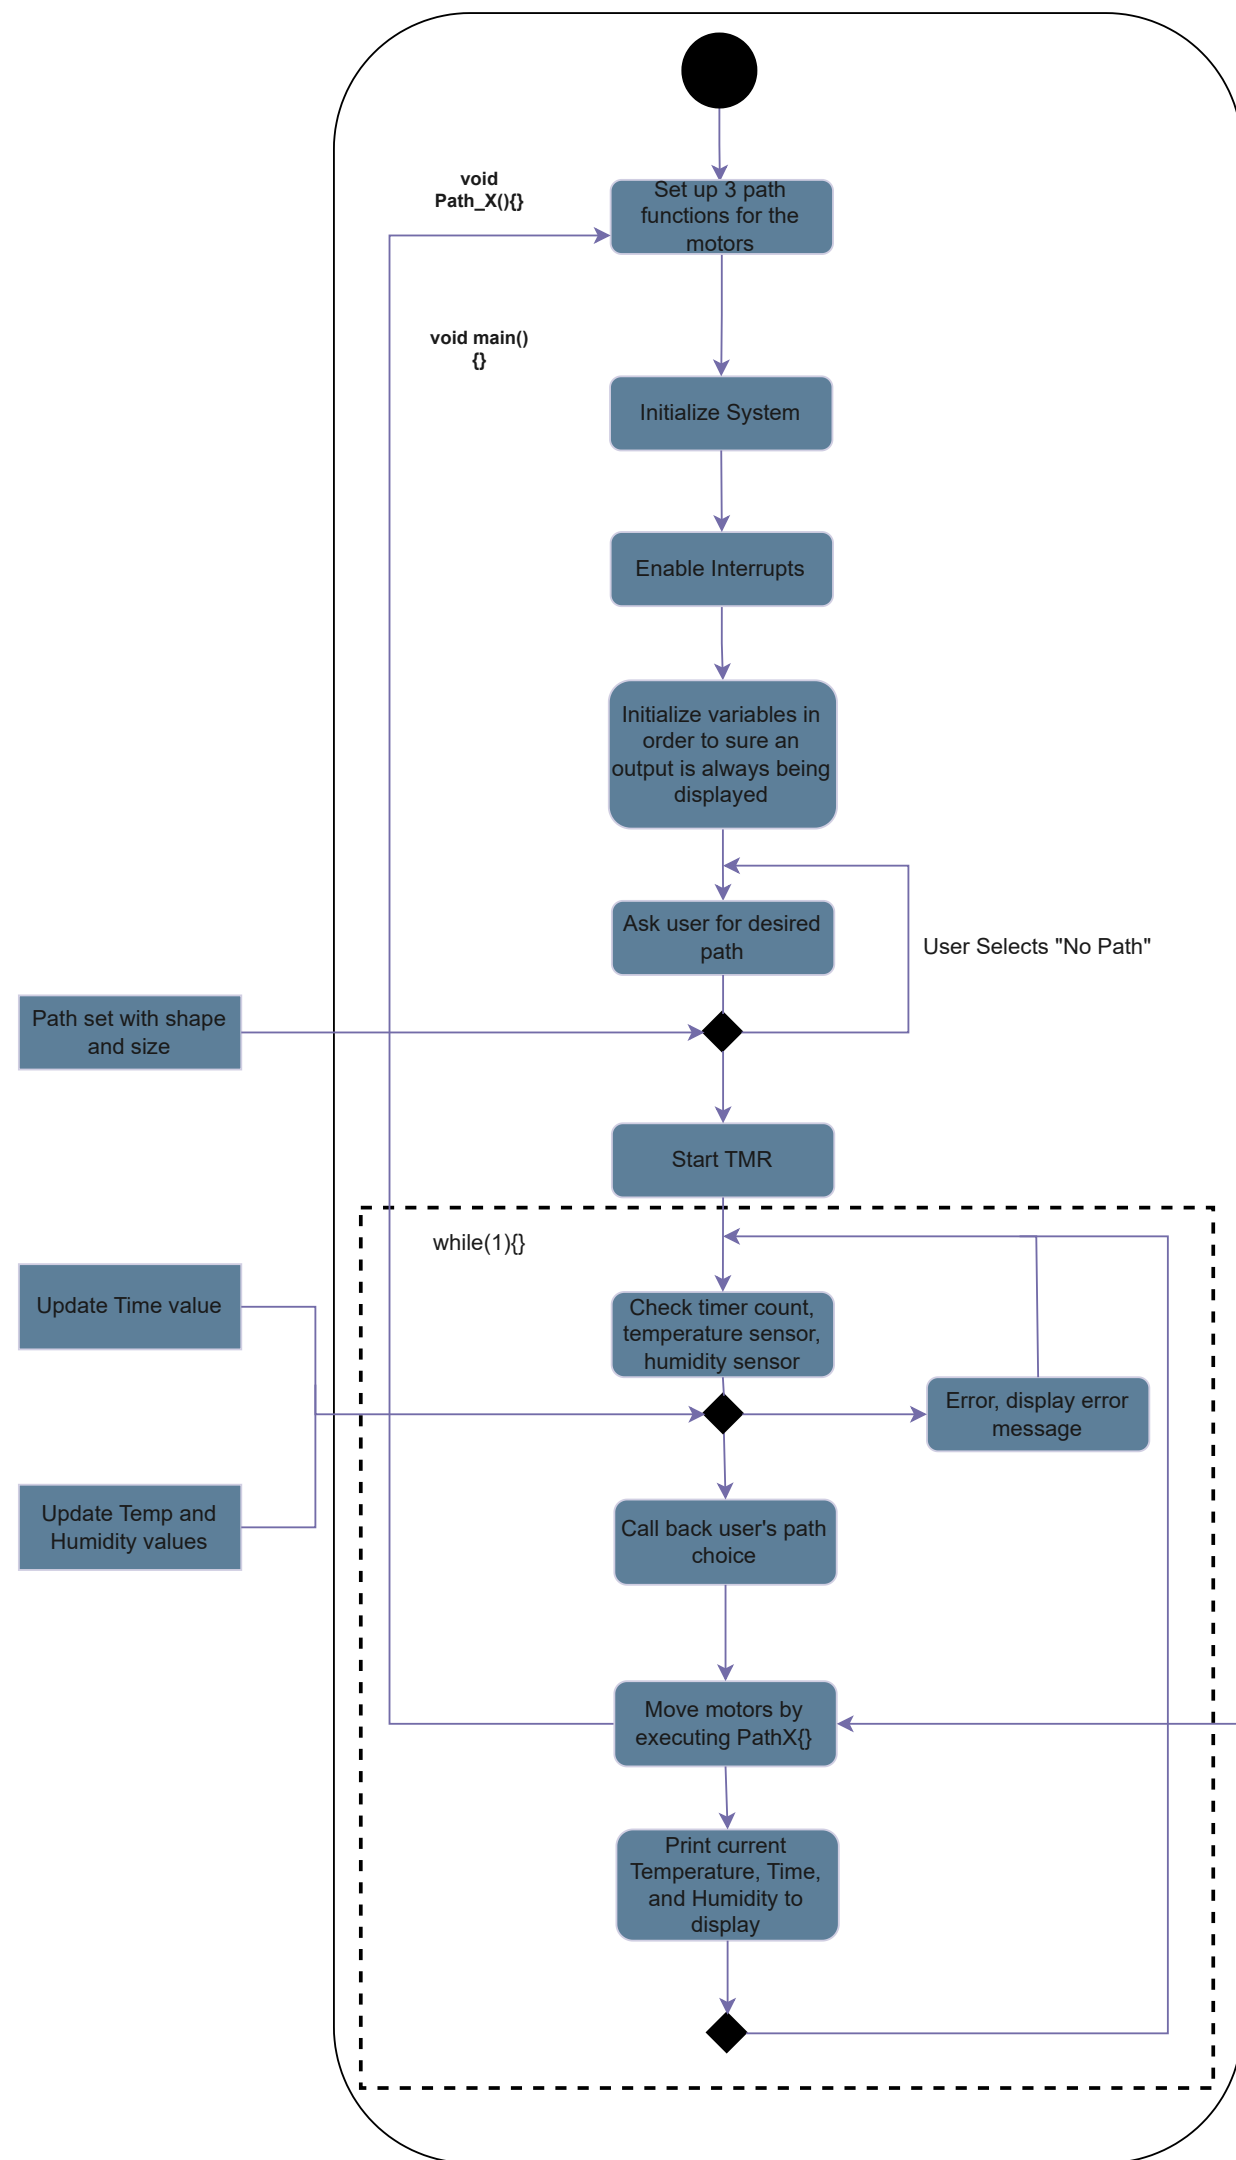 void
Path_X(){}
Set up 3 path
functions for the
motors
void main()
{}
Initialize System
Enable Interrupts
Initialize variables in
order to sure an
output is always being
displayed
Ask user for desired
path
User Selects "No Path"
Path set with shape
and size
Start TMR
while(1){}
Update Time value
Check timer count,
temperature sensor,
humidity sensor
Error, display error
message
Update Temp and
Humidity values
Call back user's path
choice
Move motors by
executing PathX{}
Print current
Temperature, Time,
and Humidity to
display